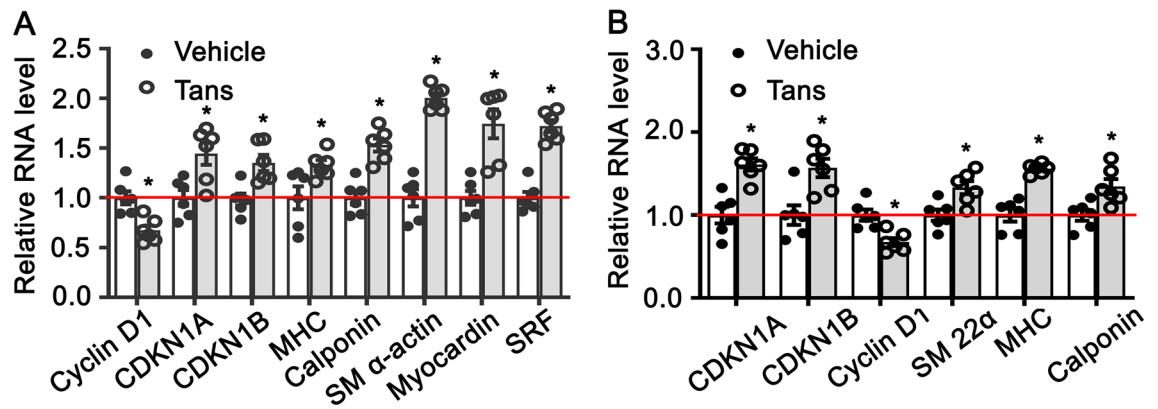 A
Relative RNA level
2.5
2.0
1.5
1.0
0.5
0.0
Vehicle
Tans
*
*
*
*
*
*
*
*
Cyclin D1
CDKN1A
CDKN1B
MHC
Calponin
SM α-actin
Myocardin
SRF
B
Relative RNA level
3.0
2.0
1.0
0.0
Vehicle
Tans
*
*
*
*
*
*
CDKN1A
CDKN1B
Cyclin D1
SM 22α
MHC
Calponin